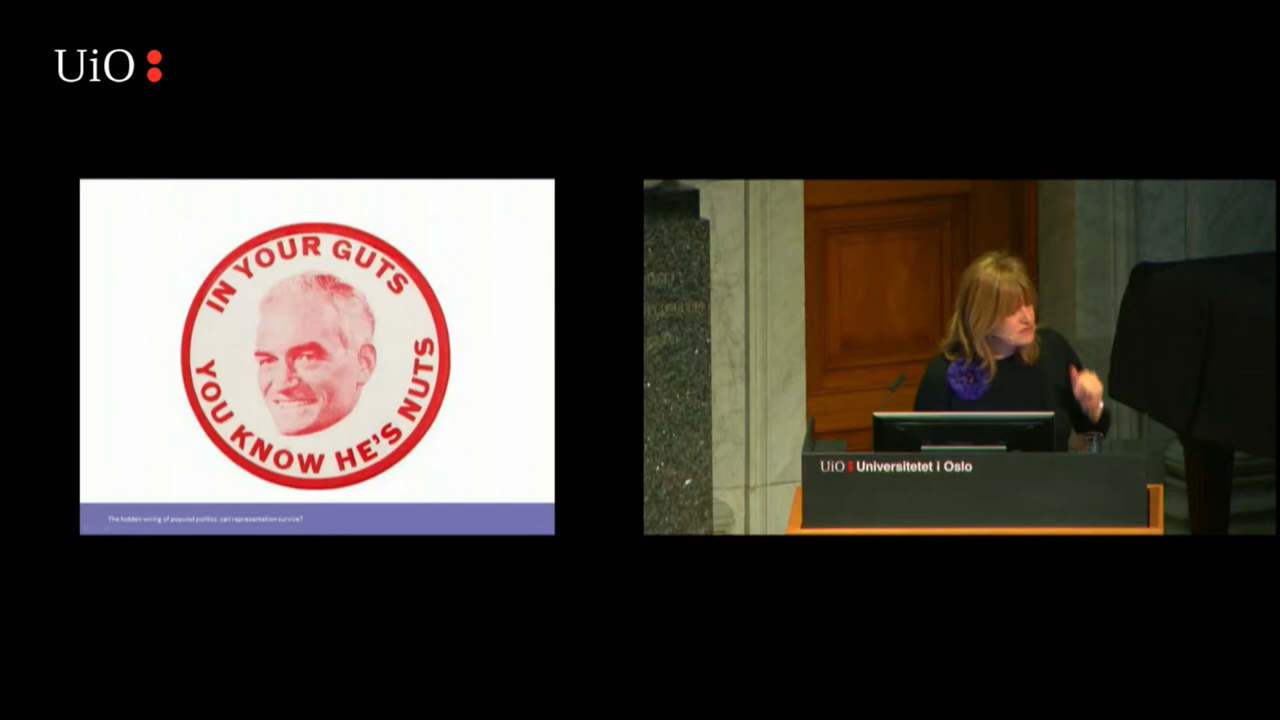 UiO:
IN YOUR GUTS
YOU KNOW HE'S NUTS
The hidden wiring of populist politics: can representation survive?
UiO: Universitetet i Oslo